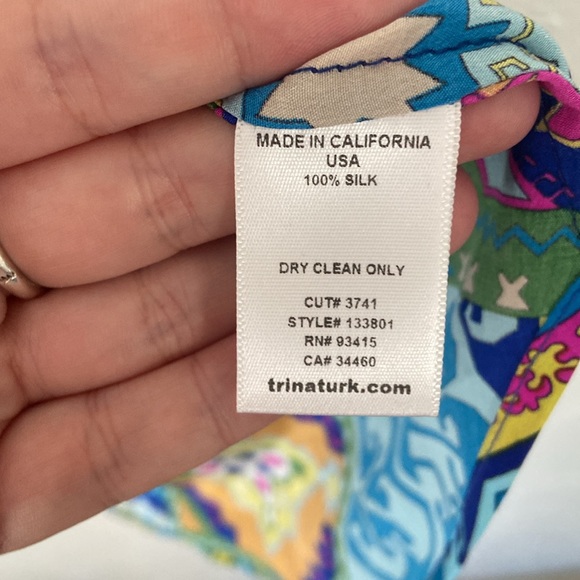 MADE IN CALIFORNIA
USA
100% SILK
DRY CLEAN ONLY
CUT# 3741
STYLE# 133801
RN# 93415
CA# 34460
trinaturk.com